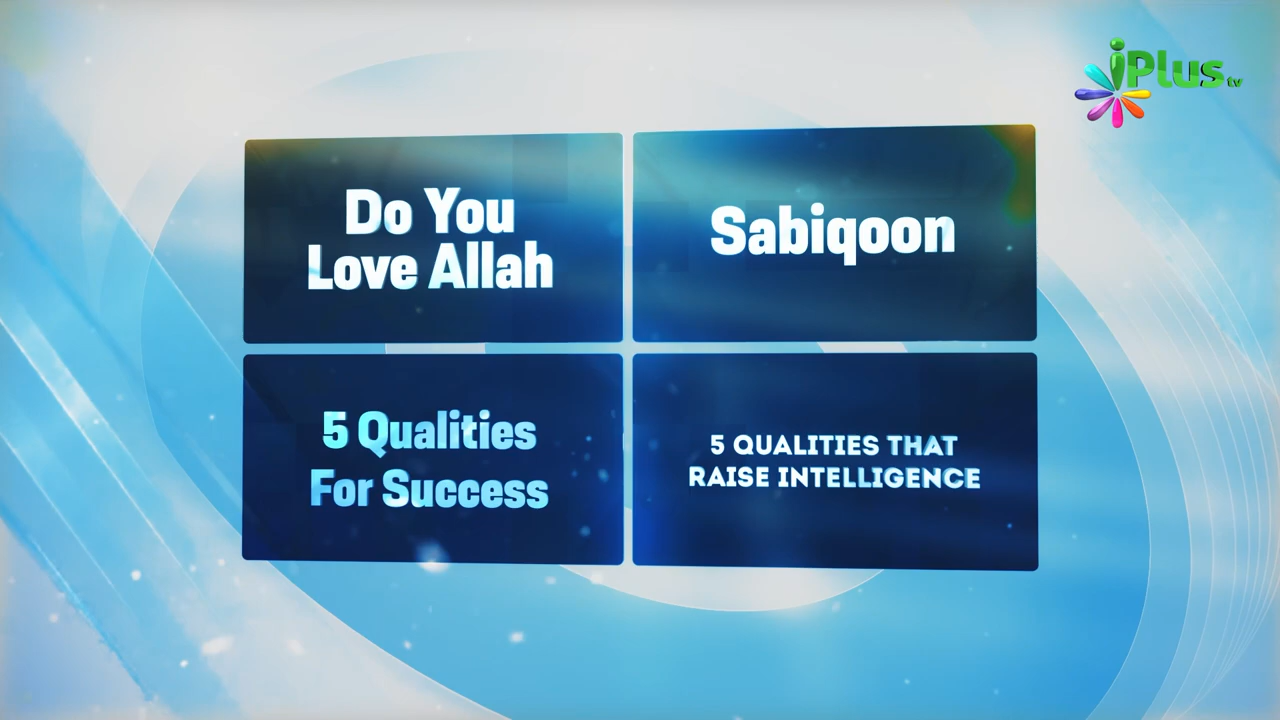 iPlus tv
Do You
Love Allah
Sabiqoon
5 Qualities
For Success
5 QUALITIES THAT
RAISE INTELLIGENCE